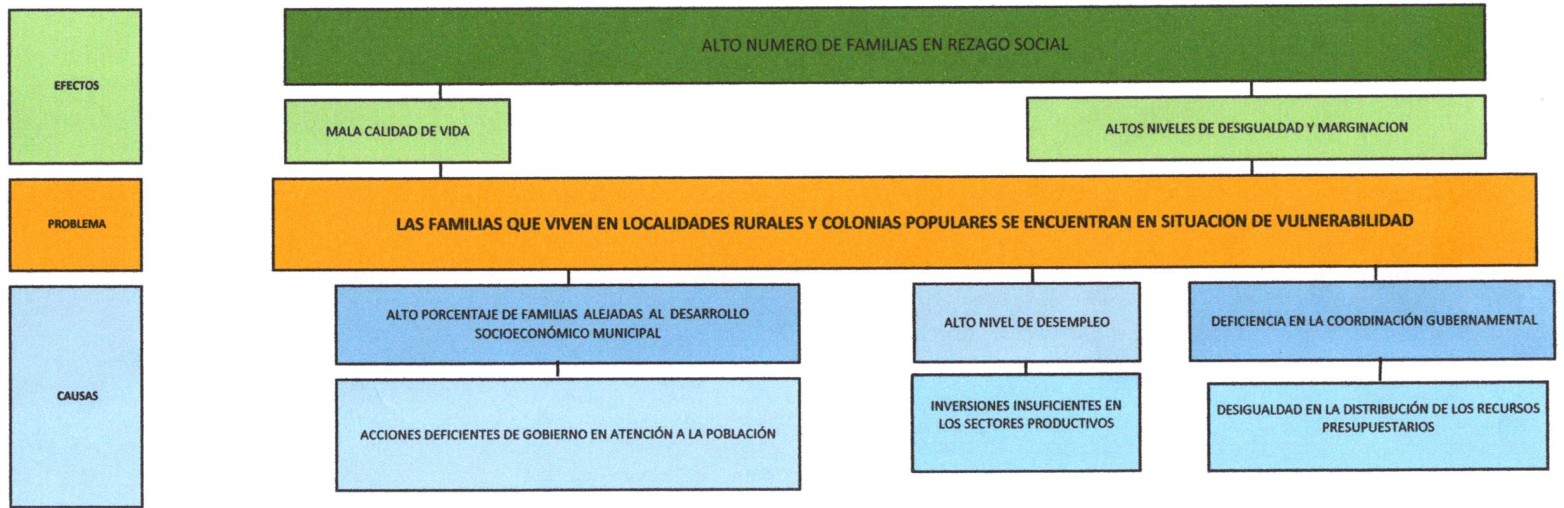 EFECTOS
ALTO NUMERO DE FAMILIAS EN REZAGO SOCIAL
MALA CALIDAD DE VIDA
ALTOS NIVELES DE DESIGUALDAD Y MARGINACION
PROBLEMA
LAS FAMILIAS QUE VIVEN EN LOCALIDADES RURALES Y COLONIAS POPULARES SE ENCUENTRAN EN SITUACION DE VULNERABILIDAD
CAUSAS
ALTO PORCENTAJE DE FAMILIAS ALEJADAS AL DESARROLLO
SOCIOECONÓMICO MUNICIPAL
ALTO NIVEL DE DESEMPLEO
DEFICIENCIA EN LA COORDINACIÓN GUBERNAMENTAL
ACCIONES DEFICIENTES DE GOBIERNO EN ATENCIÓN A LA POBLACIÓN
INVERSIONES INSUFICIENTES EN
LOS SECTORES PRODUCTIVOS
DESIGUALDAD EN LA DISTRIBUCIÓN DE LOS RECURSOS
PRESUPUESTARIOS